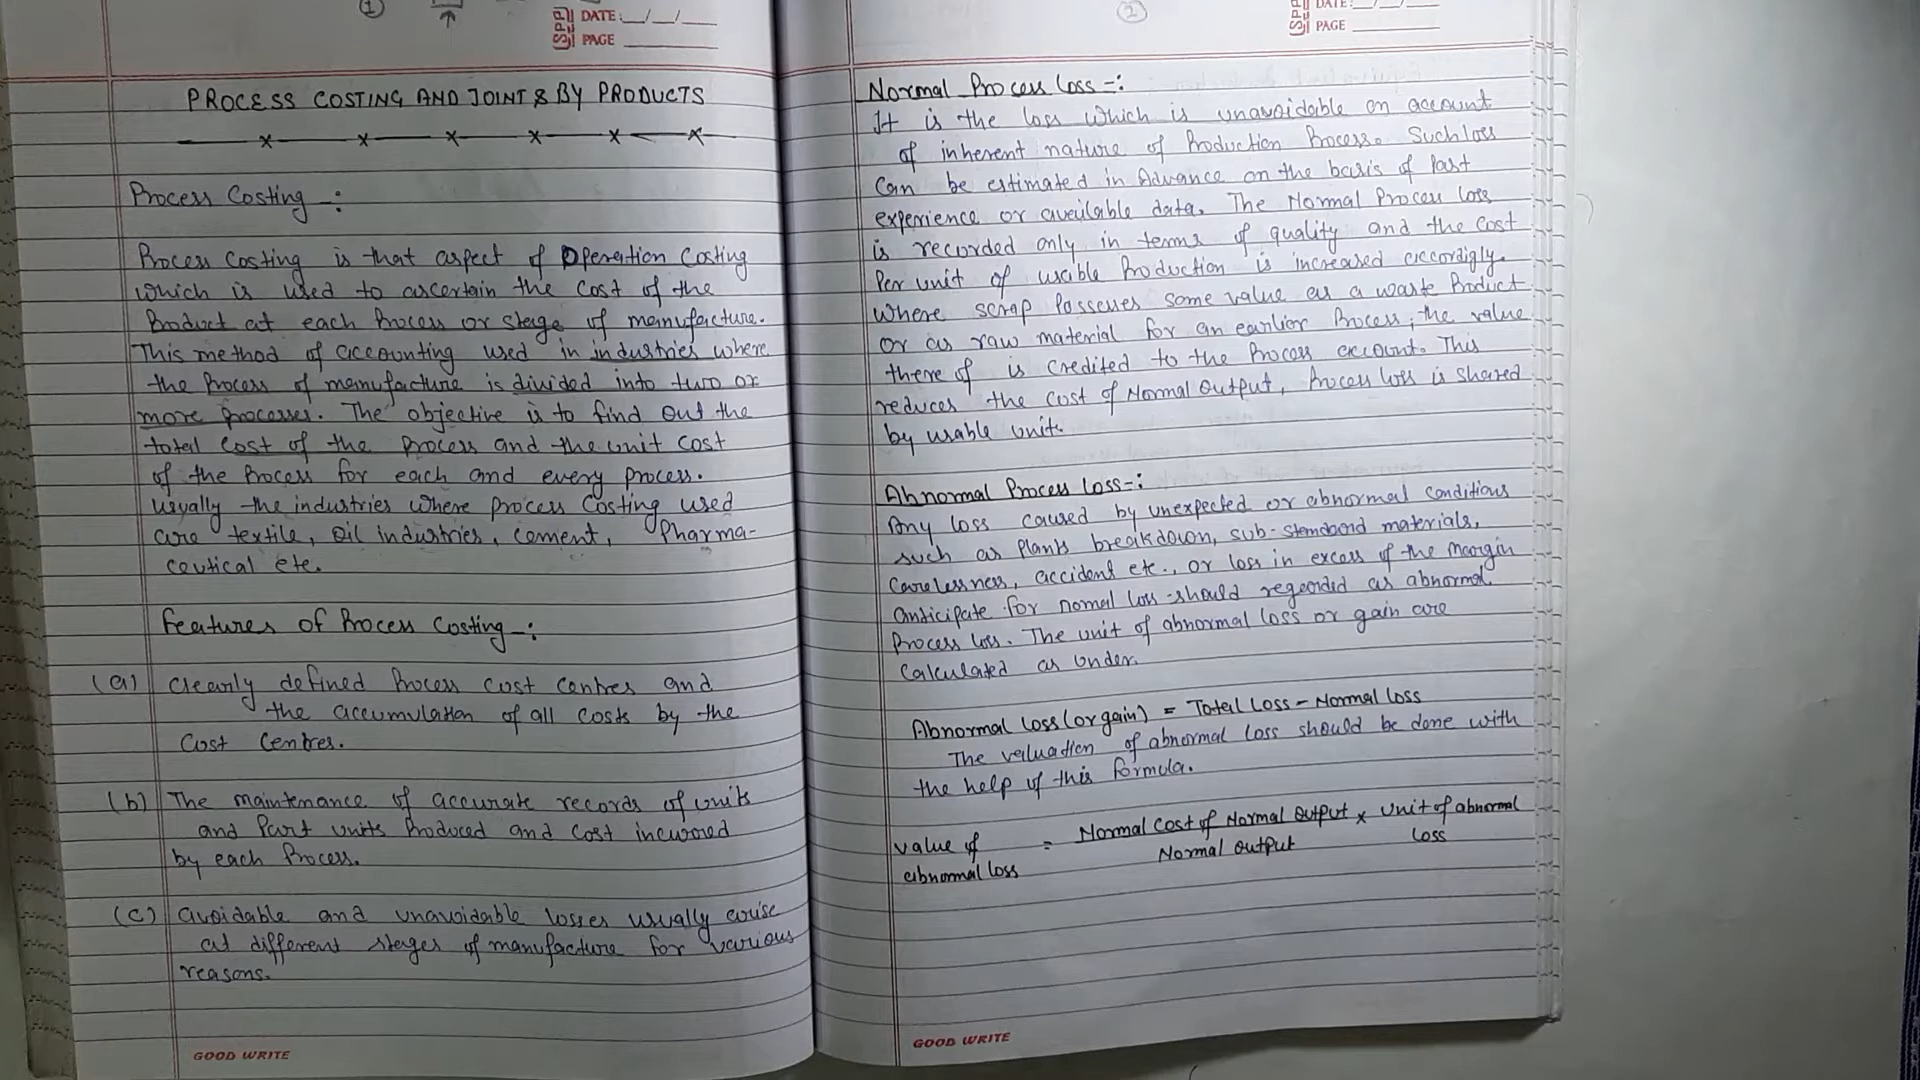 1
SPP
DATE:__/__/____
PAGE
PROCESS COSTING AND JOINT & BY PRODUCTS
Process Costing -:
Process Costing is that aspect of Operation Costing
which is used to ascertain the cost of the
Product at each Process or stage of manufacture.
This method of accounting used in industries where
the Process of manufacture is divided into two or
more processes. The objective is to find out the
total cost of the process and the unit cost
of the Process for each and every process.
Usually the industries where process costing used
are textile, oil industries, cement, Pharma-
ceutical etc.
Features of Process Costing -:
(a) Clearly defined Process cost centres and
the accumulation of all costs by the
Cost Centres.
(b) The maintenance of accurate records of units
and Part units Produced and cost incurred
by each Process.
(c) avoidable and unavoidable losses usually arise
at different stages of manufacture for various
reasons.
GOOD WRITE
2
SPP
DATE:__/__/____
PAGE
Normal Process Loss -:
It is the loss which is unavoidable on account
of inherent nature of Production Process. Such loss
Can be estimated in Advance on the basis of Past
experience or available data. The Normal Process Loss
is recorded only in terms of quality and the cost
Per unit of usable Production is increased accordigly.
Where scrap Possesses some value as a waste Product
or as raw material for an earlier Process, the value
there of is credited to the Process account. This
reduces the cost of Normal Output, Process loss is shared
by usable unit.
Abnormal Process Loss -:
Any loss caused by unexpected or abnormal conditions
such as Plants breakdown, sub-standard materials,
Carelessness, accident etc., or loss in excess of the margin
anticipate for nomal loss should regarded as abnormal
Process loss. The unit of abnormal loss or gain are
Calculated as under.
Abnormal Loss (or gain) = Total Loss - Normal Loss
The valuation of abnormal loss should be done with
the help of this formula.
value of abnormal loss = Normal Cost of Normal Output / Normal Output × Unit of abnormal loss
GOOD WRITE